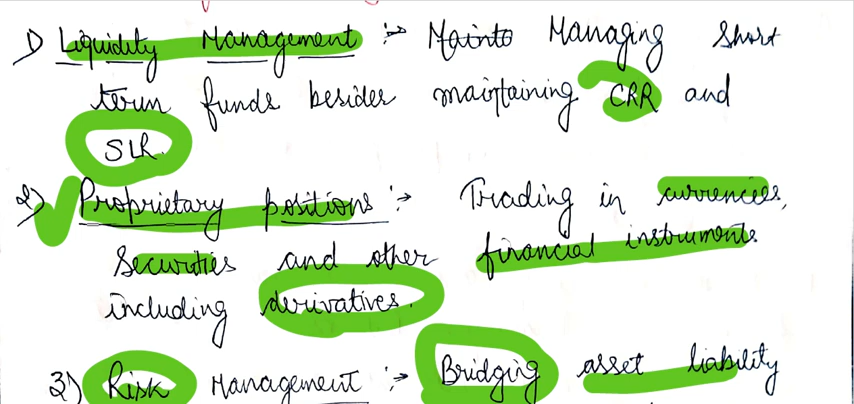 1) Liquidity Management :- Mainta Managing Short
term funds besides maintaining CRR and
SLR.
2) Proprietary positions :- Trading in currencies,
Securities and other financial instruments
including derivatives.
3) Risk Management :- Bridging asset liability